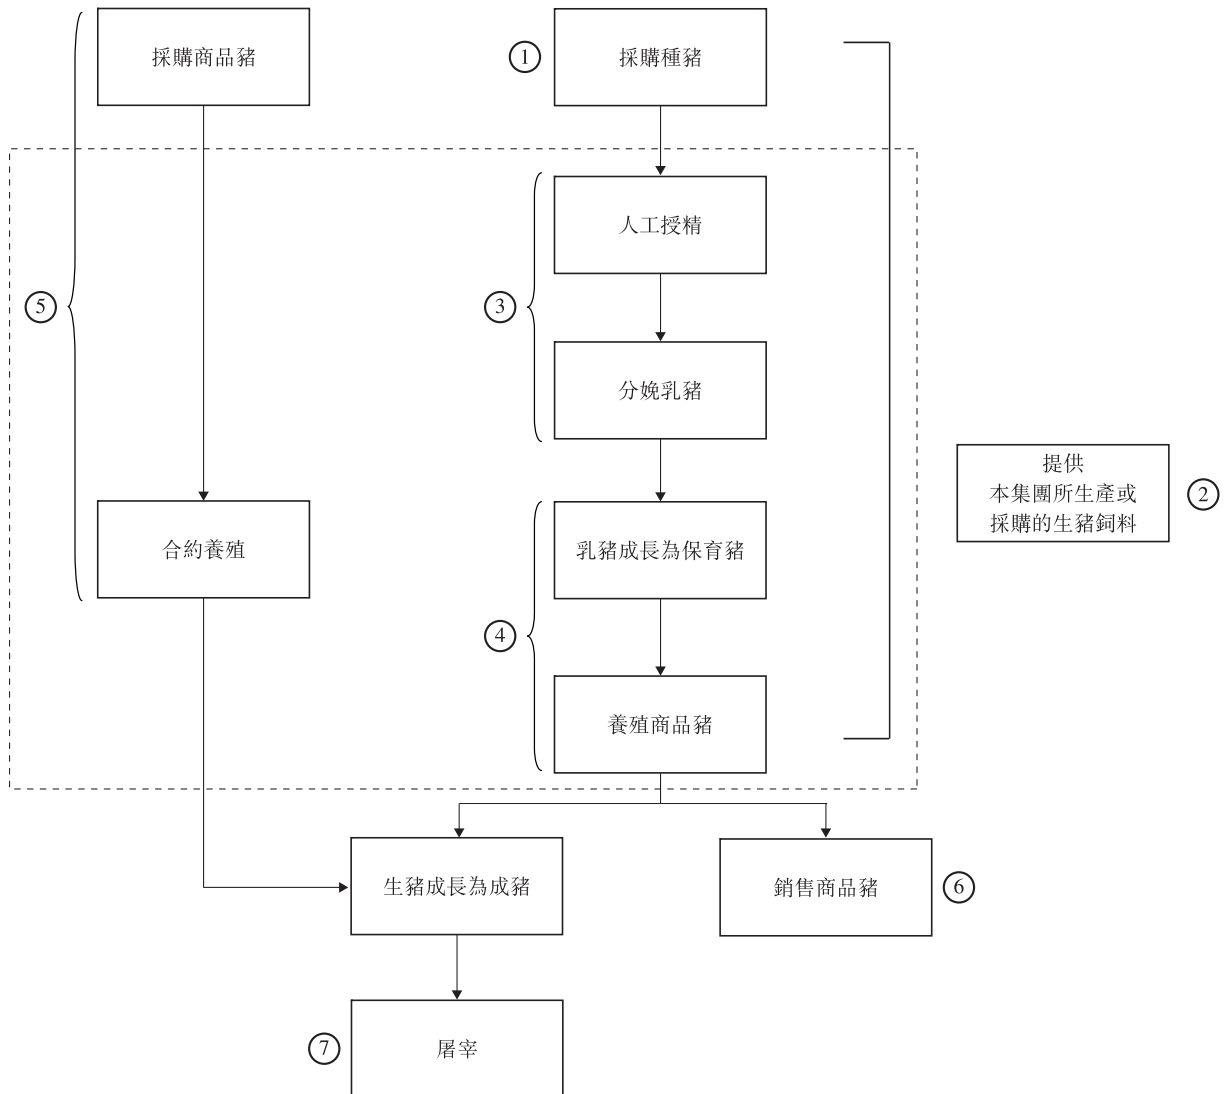 採購商品豬
① 採購種豬
人工授精
⑤
③
分娩乳豬
提供
本集團所生產或
採購的生豬飼料
②
合約養殖
乳豬成長為保育豬
④
養殖商品豬
生豬成長為成豬
銷售商品豬 ⑥
⑦ 屠宰